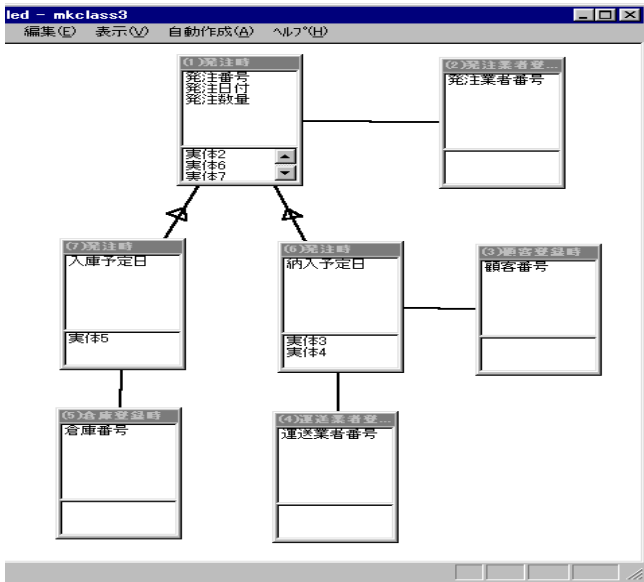 led - mkclass3
編集(E) 表示(V) 自動作成(A) ヘルプ(H)
(1)発注時
発注番号
発注日付
発注数量
実体2
実体6
実体7
(2)発注業者登...
発注業者番号
(7)発注時
入庫予定日
実体5
(6)発注時
納入予定日
実体3
実体4
(3)顧客登録時
顧客番号
(5)倉庫登録時
倉庫番号
(4)運送業者登...
運送業者番号